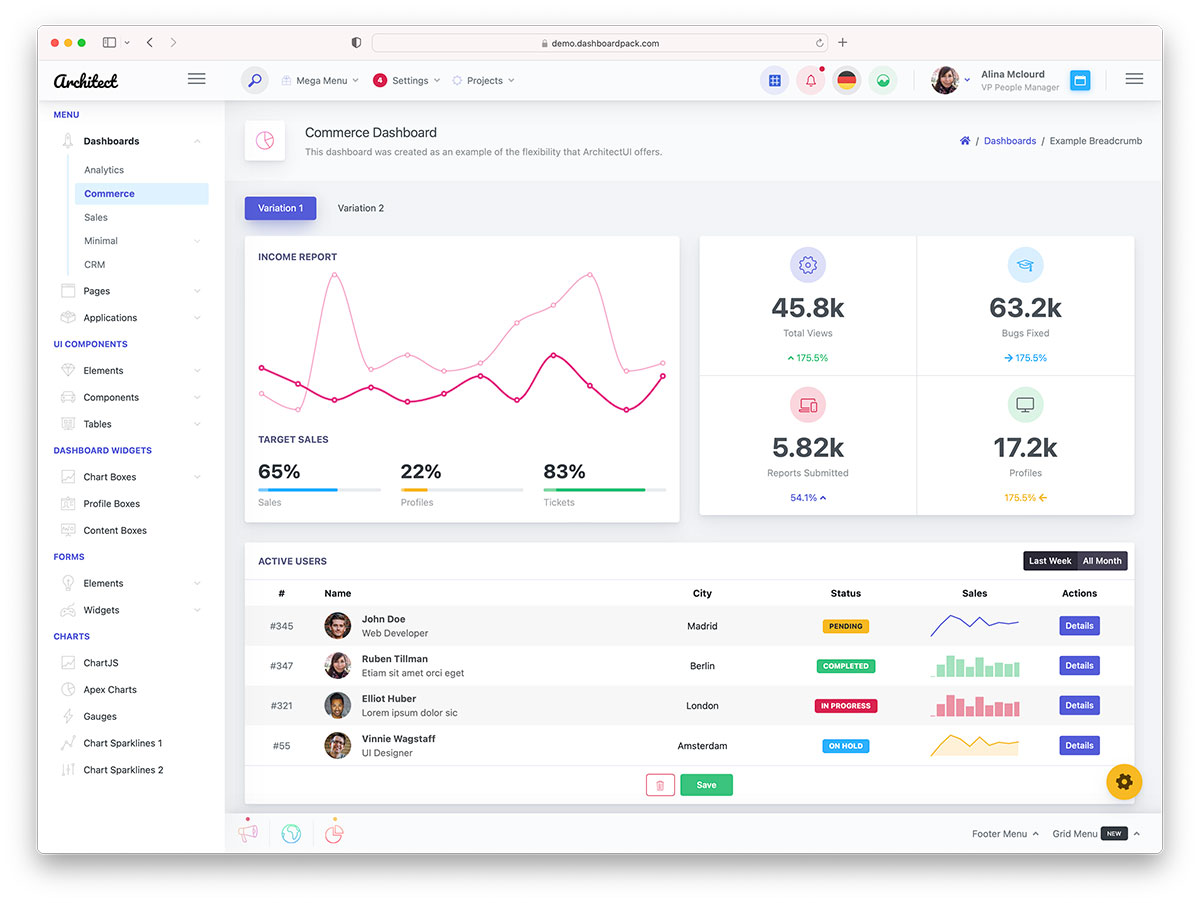 demo.dashboardpack.com
Architect
Mega Menu
4
Settings
Projects
Alina Mclourd
VP People Manager
MENU
Dashboards
Analytics
Commerce
Sales
Minimal
CRM
Pages
Applications
UI COMPONENTS
Elements
Components
Tables
DASHBOARD WIDGETS
Chart Boxes
Profile Boxes
Content Boxes
FORMS
Elements
Widgets
CHARTS
ChartJS
Apex Charts
Gauges
Chart Sparklines 1
Chart Sparklines 2
Commerce Dashboard
This dashboard was created as an example of the flexibility that ArchitectUI offers.
/ Dashboards / Example Breadcrumb
Variation 1
Variation 2
INCOME REPORT
TARGET SALES
65%
Sales
22%
Profiles
83%
Tickets
45.8k
Total Views
175.5%
63.2k
Bugs Fixed
175.5%
5.82k
Reports Submitted
54.1%
17.2k
Profiles
175.5%
ACTIVE USERS
Last Week
All Month
# Name City Status Sales Actions
#345 John Doe Madrid PENDING Details
Web Developer
#347 Ruben Tillman Berlin COMPLETED Details
Etiam sit amet orci eget
#321 Elliot Huber London IN PROGRESS Details
Lorem ipsum dolor sic
#55 Vinnie Wagstaff Amsterdam ON HOLD Details
UI Designer
Save
Footer Menu
Grid Menu NEW